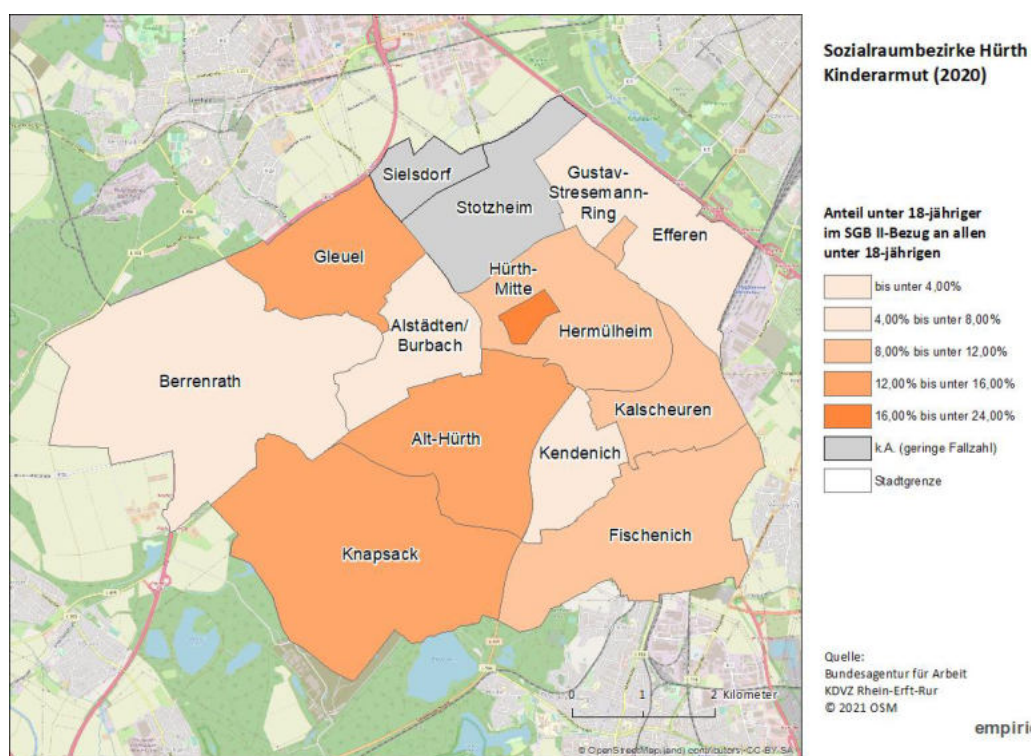 Sozialraumbezirke Hürth
Kinderarmut (2020)
Anteil unter 18-jähriger
im SGB II-Bezug an allen
unter 18-jährigen
bis unter 4,00%
4,00% bis unter 8,00%
8,00% bis unter 12,00%
12,00% bis unter 16,00%
16,00% bis unter 24,00%
k.A. (geringe Fallzahl)
Stadtgrenze
Sielsdorf
Stotzheim
Gustav-
Stresemann-
Ring
Efferen
Gleuel
Hürth-
Mitte
Hermülheim
Alstädten/
Burbach
Berrenrath
Kalscheuren
Alt-Hürth
Kendenich
Fischenich
Knapsack
0 1 2 Kilometer
© OpenStreetMap (and) contributors, CC-BY-SA
Quelle:
Bundesagentur für Arbeit
KDVZ Rhein-Erft-Rur
© 2021 OSM
empiri